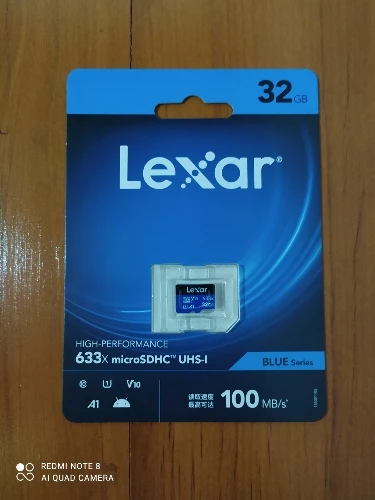 32GB
Lexar
Lexar
HIGH-PERFORMANCE
633X microSDHC™ UHS-I
BLUE Series
V10
A1
读取速度
最高可达 100 MB/s*
REDMI NOTE 8
AI QUAD CAMERA